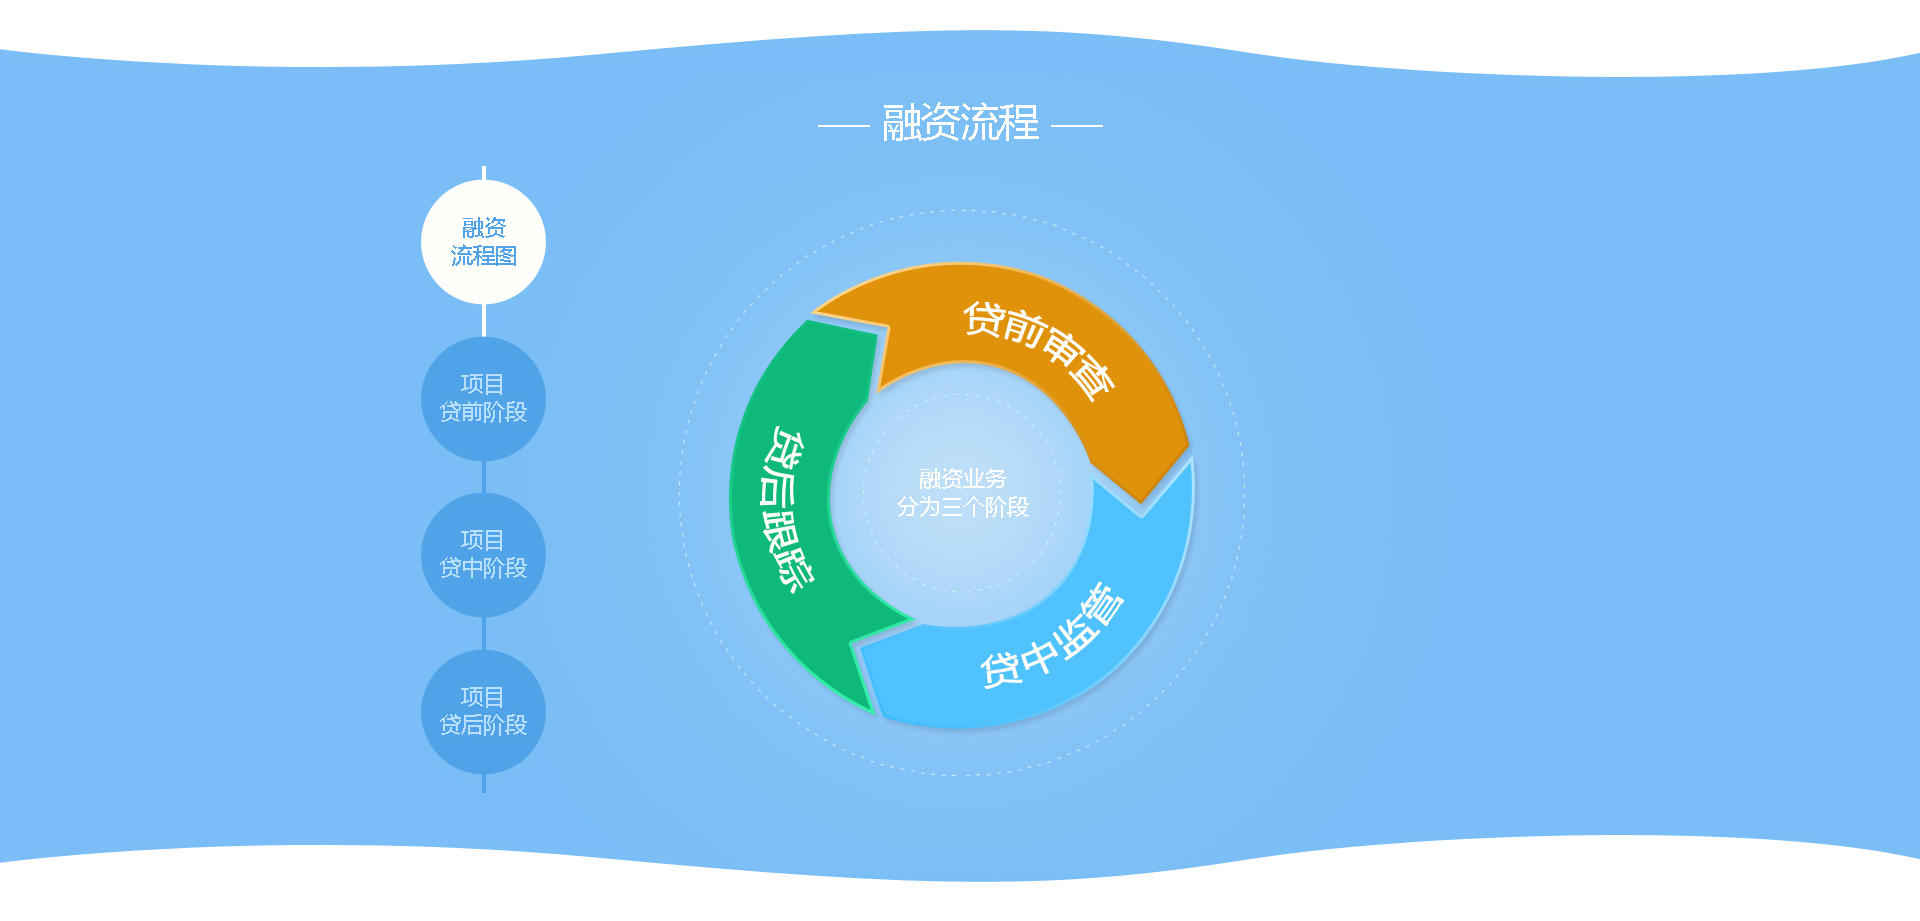 融资流程
融资
流程图
项目
贷前阶段
项目
贷中阶段
项目
贷后阶段
贷前审查
贷中监管
贷后跟踪
融资业务
分为三个阶段